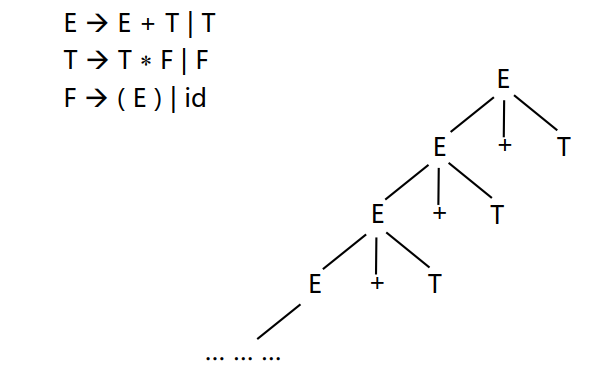 E → E + T | T
T → T * F | F
F → ( E ) | id
E
E + T
E + T
E + T
... ... ...